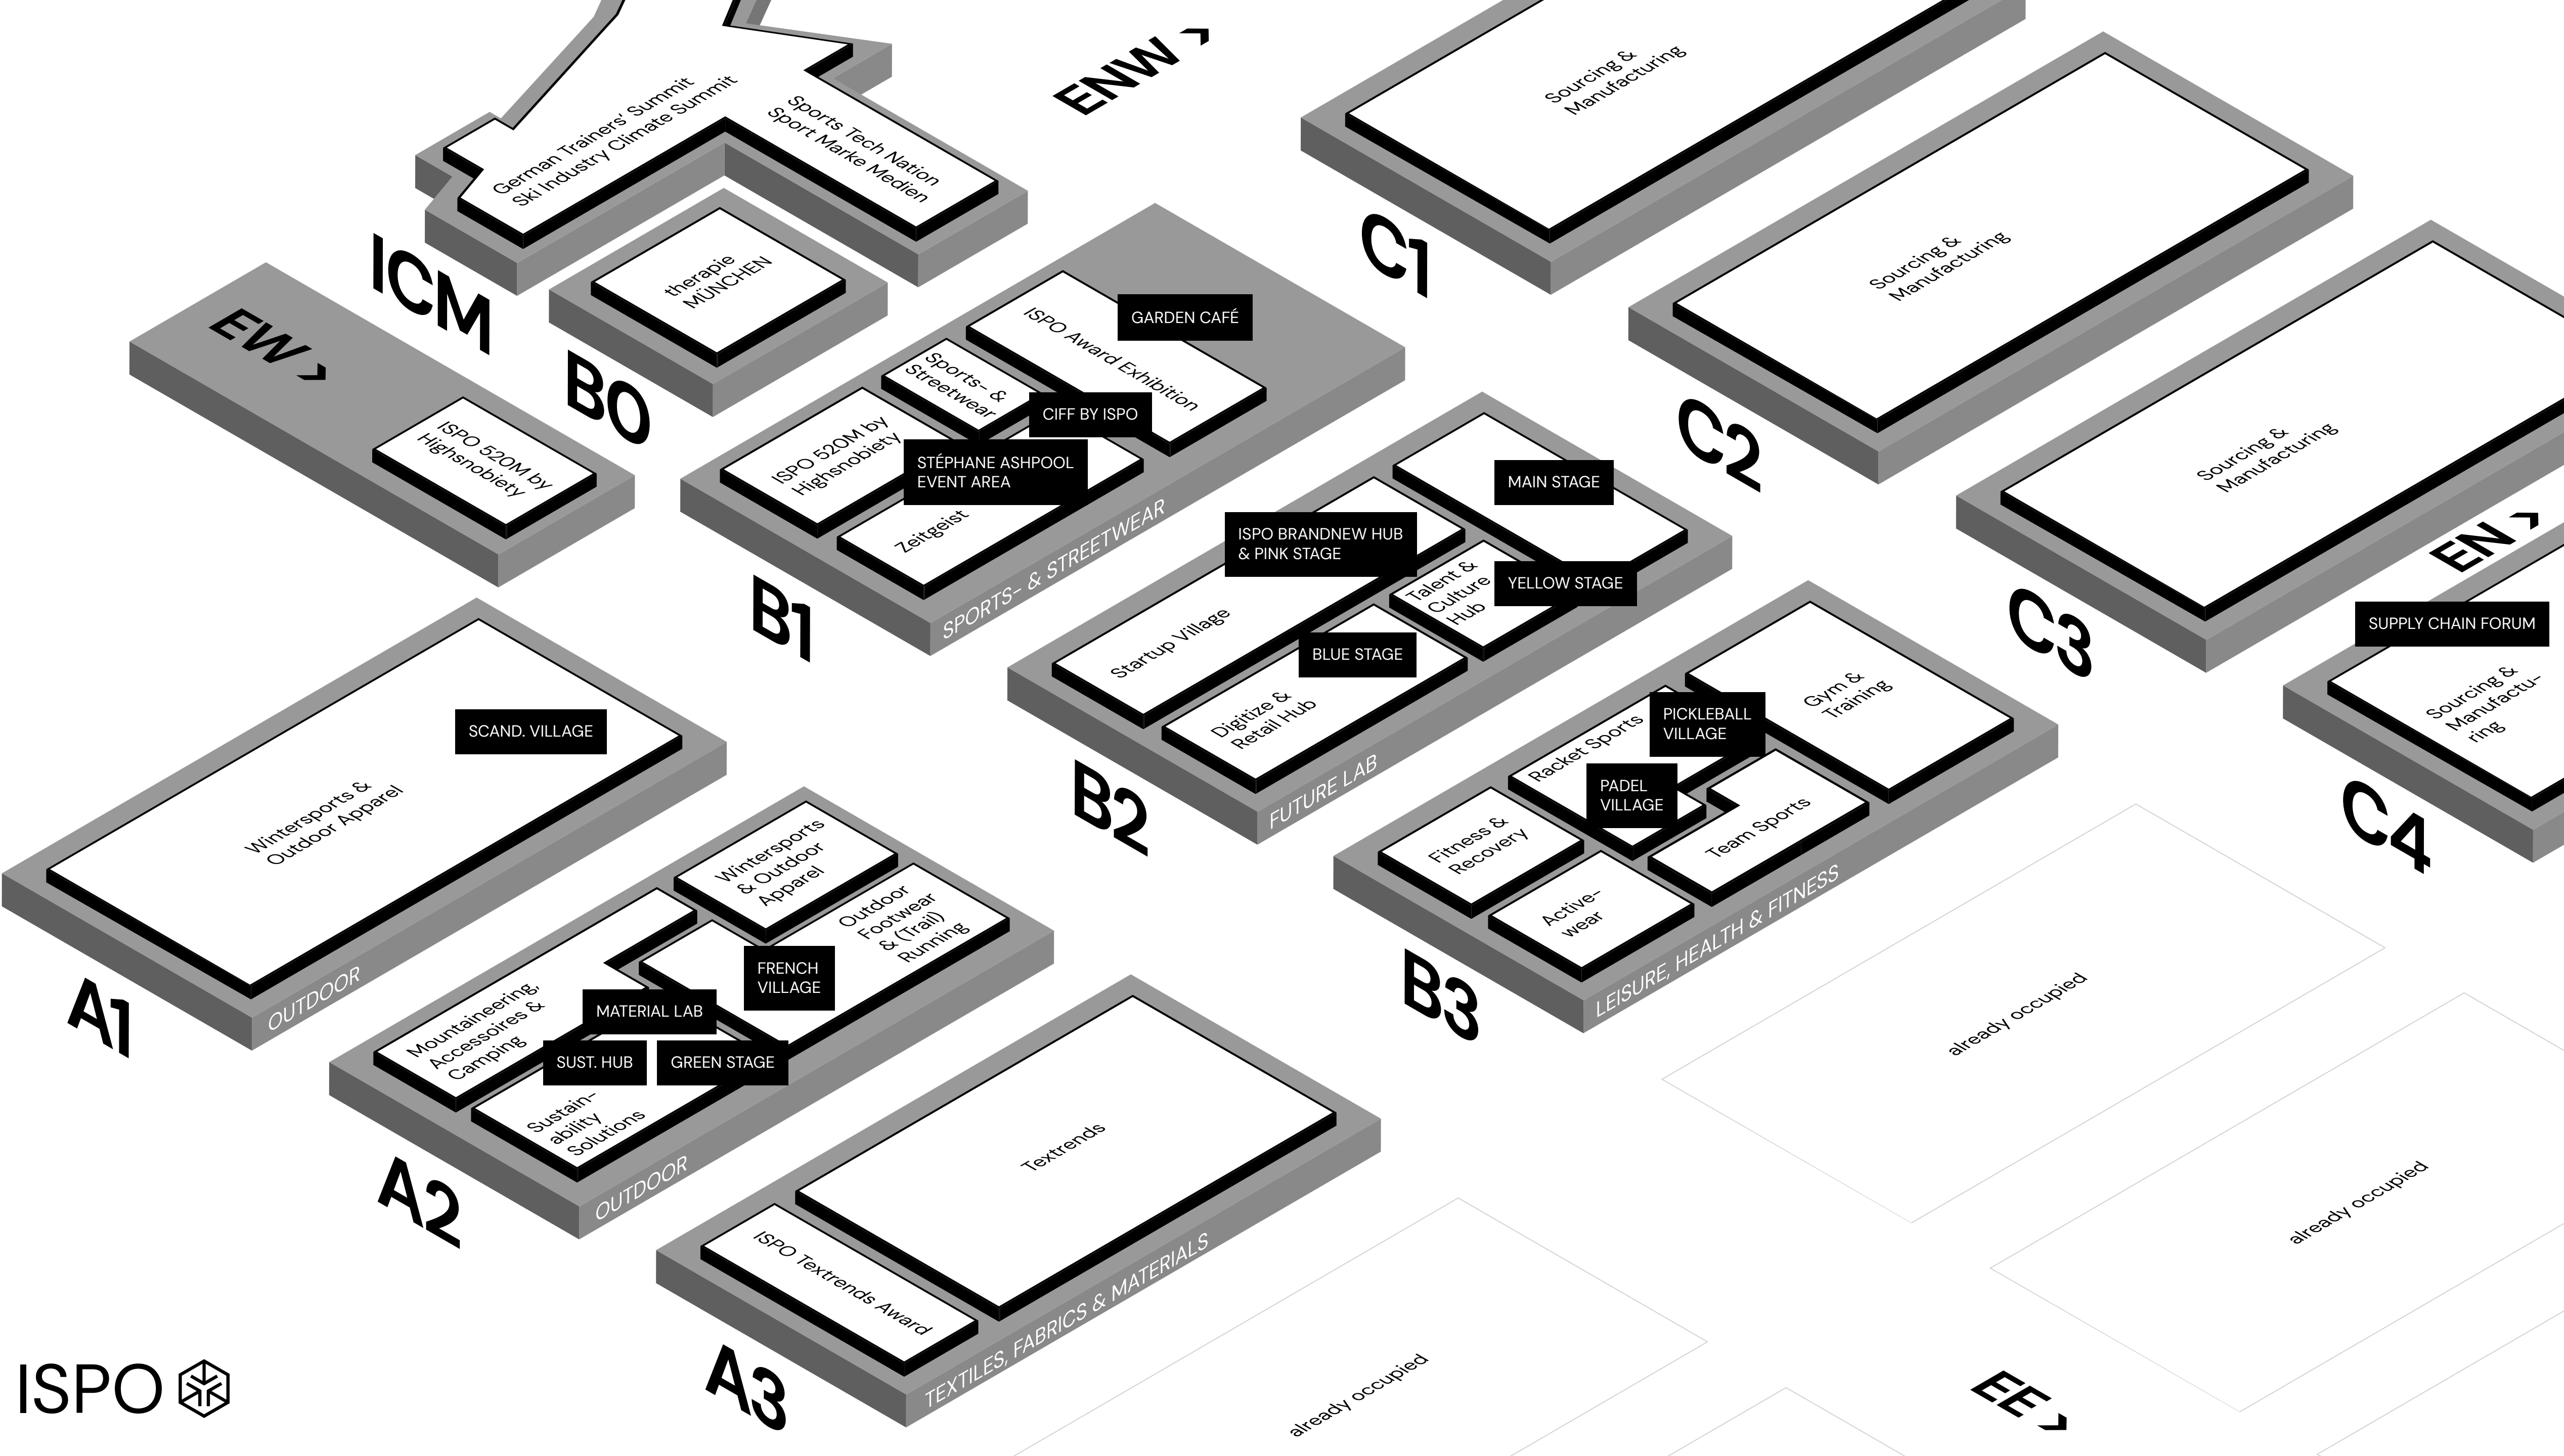 ENW
Sourcing &
Manufacturing
C1
German Trainers' Summit
Ski Industry Climate Summit
Sports Tech Nation
Sport Marke Medien
ICM
therapie
MÜNCHEN
B0
EW
ISPO 520M by
Highsnobiety
ISPO Award Exhibition
GARDEN CAFÉ
Sports- &
Streetwear
CIFF BY ISPO
ISPO 520M by
Highsnobiety
STÉPHANE ASHPOOL
EVENT AREA
Zeitgeist
SPORTS- & STREETWEAR
B1
Sourcing &
Manufacturing
C2
Sourcing &
Manufacturing
C3
EN
SUPPLY CHAIN FORUM
Sourcing &
Manufactu-
ring
C4
MAIN STAGE
ISPO BRANDNEW HUB
& PINK STAGE
Talent &
Culture
Hub
YELLOW STAGE
Startup Village
BLUE STAGE
Digitize &
Retail Hub
FUTURE LAB
B2
Gym &
Training
Racket Sports
PICKLEBALL
VILLAGE
PADEL
VILLAGE
Team Sports
Fitness &
Recovery
Active-
wear
LEISURE, HEALTH & FITNESS
B3
SCAND. VILLAGE
Wintersports &
Outdoor Apparel
OUTDOOR
A1
Wintersports
& Outdoor
Apparel
Outdoor
Footwear
& (Trail)
Running
FRENCH
VILLAGE
Mountaineering,
Accessoires &
Camping
MATERIAL LAB
SUST. HUB
GREEN STAGE
Sustain-
ability
Solutions
OUTDOOR
A2
Textrends
ISPO Textrends Award
TEXTILES, FABRICS & MATERIALS
A3
already occupied
already occupied
already occupied
EE
ISPO